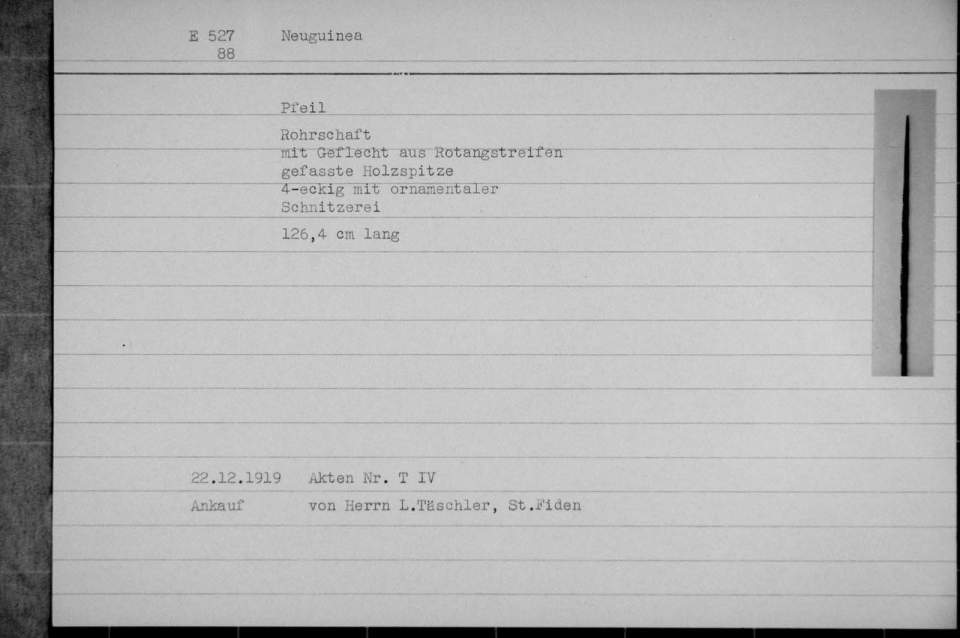 E 527 Neuguinea
88
Pfeil
Rohrschaft
mit Geflecht aus Rotangstreifen
gefasste Holzspitze
4-eckig mit ornamentaler
Schnitzerei
126,4 cm lang
22.12.1919 Akten Nr. T IV
Ankauf von Herrn L.Täschler, St.Fiden